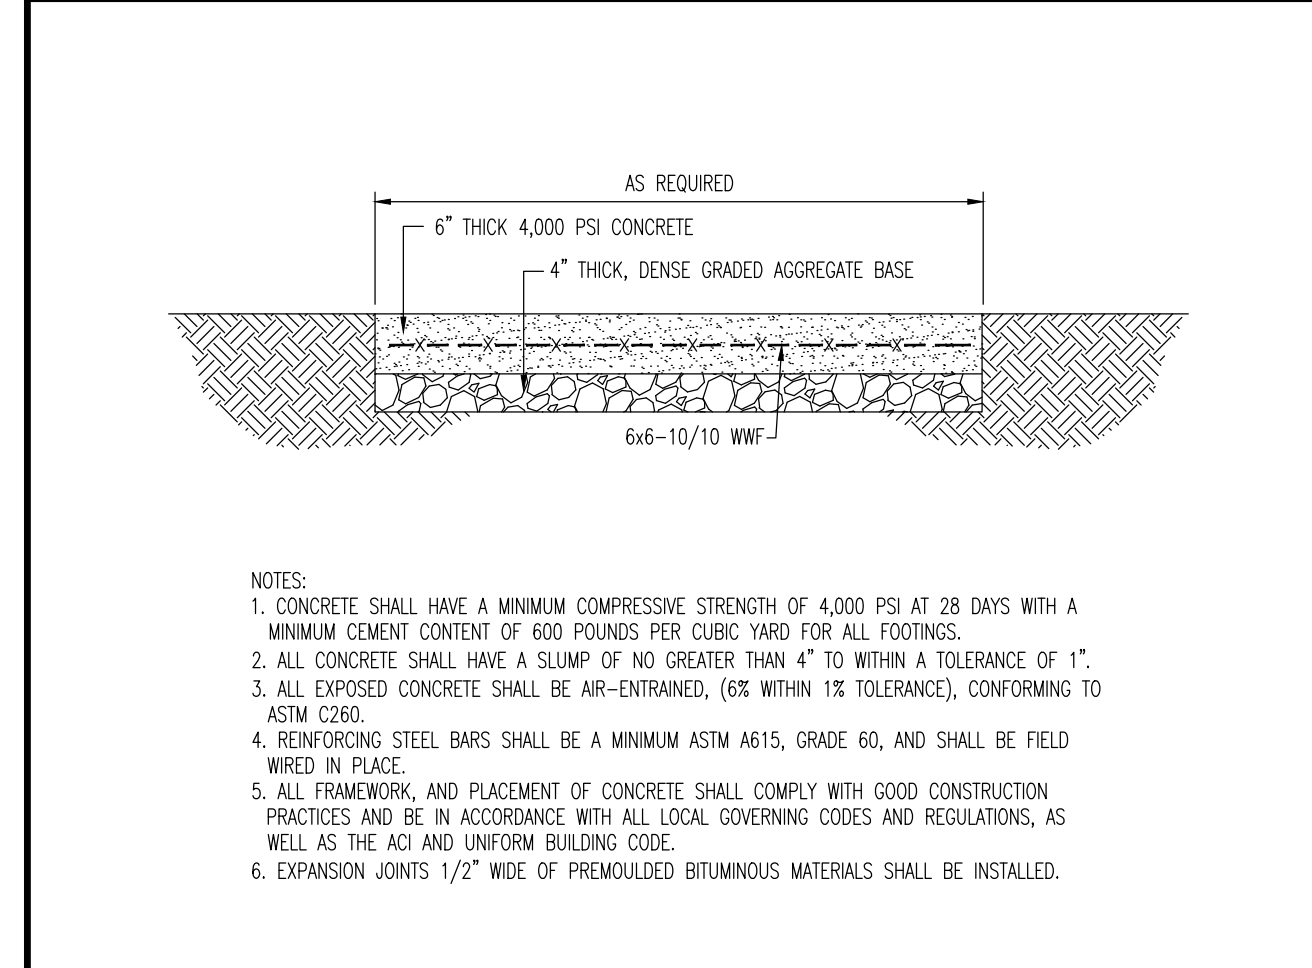 AS REQUIRED
6” THICK 4,000 PSI CONCRETE
4” THICK, DENSE GRADED AGGREGATE BASE
6x6-10/10 WWF
NOTES:
1. CONCRETE SHALL HAVE A MINIMUM COMPRESSIVE STRENGTH OF 4,000 PSI AT 28 DAYS WITH A
MINIMUM CEMENT CONTENT OF 600 POUNDS PER CUBIC YARD FOR ALL FOOTINGS.
2. ALL CONCRETE SHALL HAVE A SLUMP OF NO GREATER THAN 4” TO WITHIN A TOLERANCE OF 1”.
3. ALL EXPOSED CONCRETE SHALL BE AIR-ENTRAINED, (6% WITHIN 1% TOLERANCE), CONFORMING TO
ASTM C260.
4. REINFORCING STEEL BARS SHALL BE A MINIMUM ASTM A615, GRADE 60, AND SHALL BE FIELD
WIRED IN PLACE.
5. ALL FRAMEWORK, AND PLACEMENT OF CONCRETE SHALL COMPLY WITH GOOD CONSTRUCTION
PRACTICES AND BE IN ACCORDANCE WITH ALL LOCAL GOVERNING CODES AND REGULATIONS, AS
WELL AS THE ACI AND UNIFORM BUILDING CODE.
6. EXPANSION JOINTS 1/2” WIDE OF PREMOULDED BITUMINOUS MATERIALS SHALL BE INSTALLED.